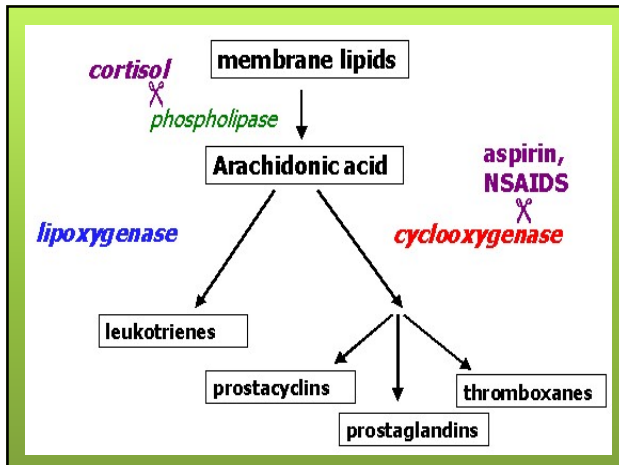 cortisol
membrane lipids
phospholipase
Arachidonic acid
aspirin,
NSAIDS
lipoxygenase
cyclooxygenase
leukotrienes
prostacyclins
thromboxanes
prostaglandins